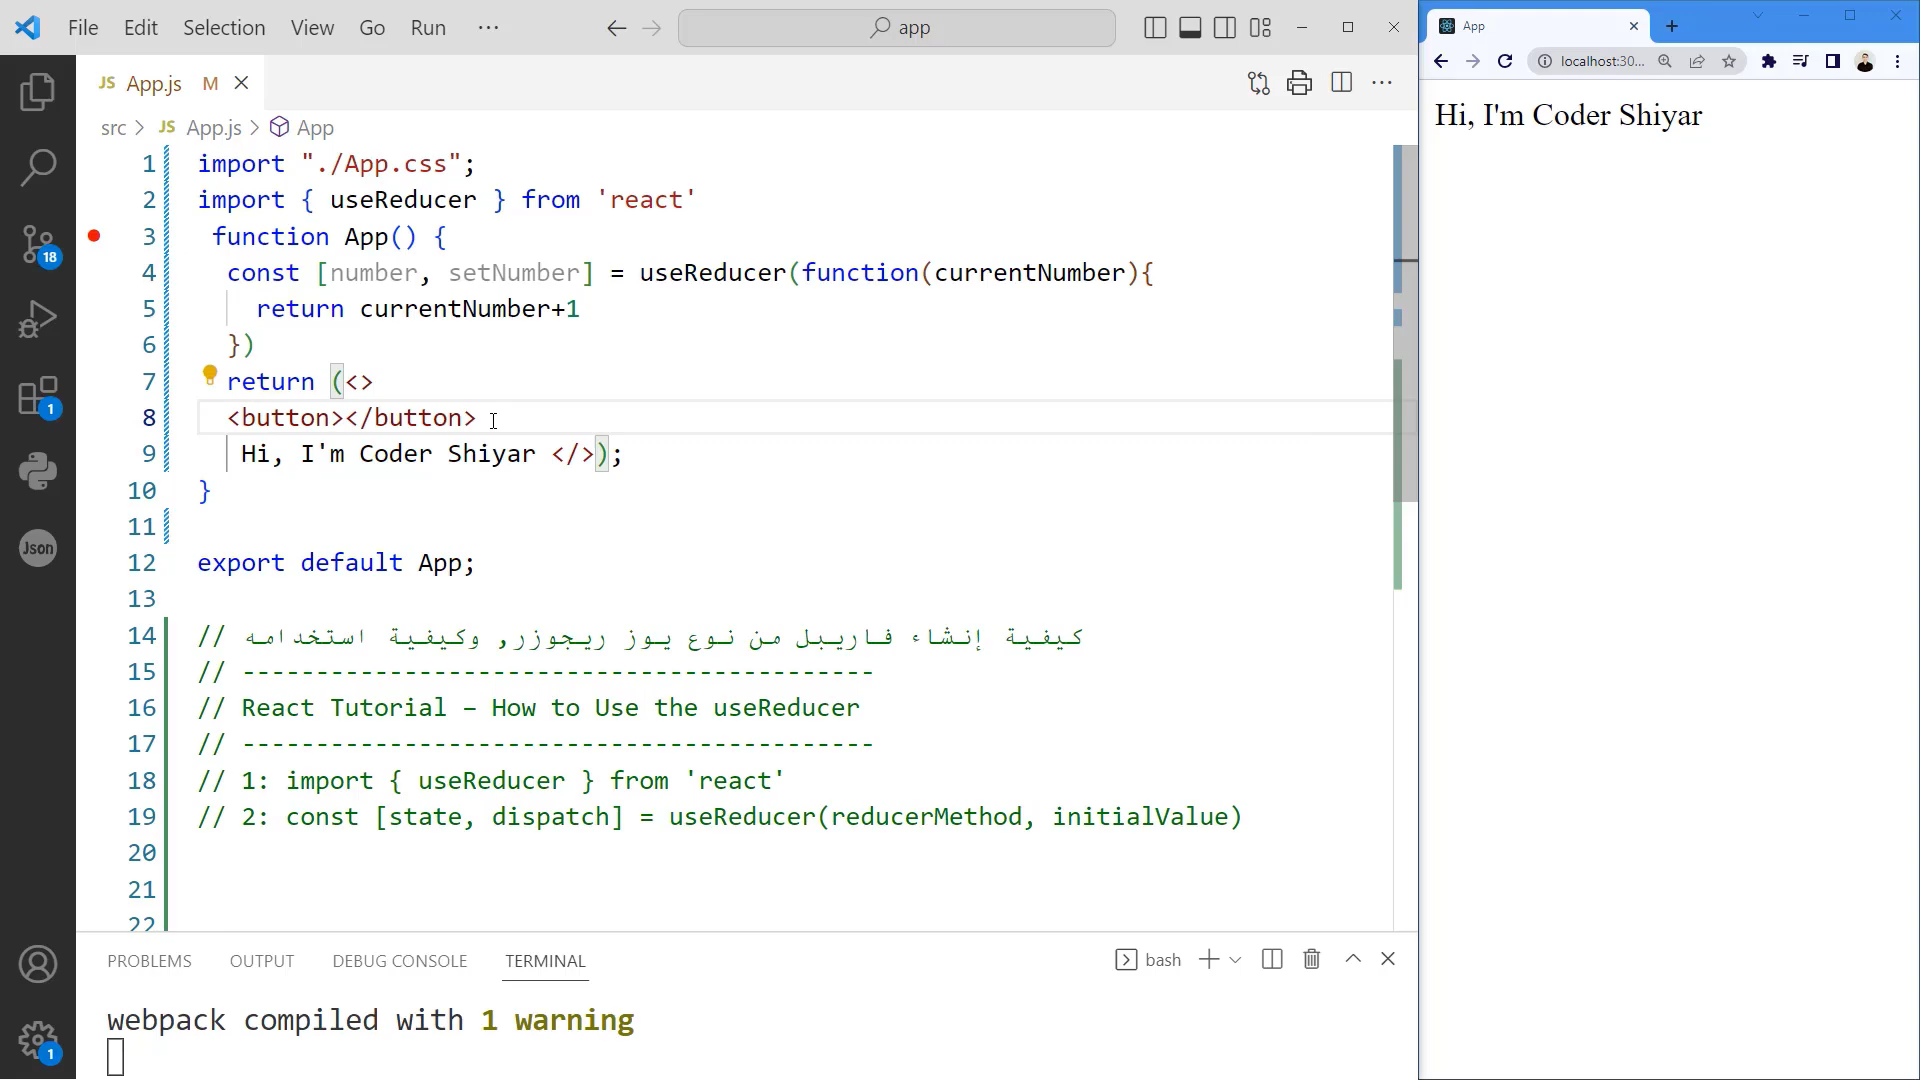 File Edit Selection View Go Run ··· app
JS App.js M
src > JS App.js > App
1 import "./App.css";
2 import { useReducer } from 'react'
3 function App() {
4 const [number, setNumber] = useReducer(function(currentNumber){
5 return currentNumber+1
6 })
7 return (<>
8 <button></button>
9 Hi, I'm Coder Shiyar </>);
10 }
11
12 export default App;
13
14 // كيفية إنشاء فاريبل من نوع يوز ريجوزر, وكيفية استخدامه
15 // -------------------------------------------
16 // React Tutorial – How to Use the useReducer
17 // -------------------------------------------
18 // 1: import { useReducer } from 'react'
19 // 2: const [state, dispatch] = useReducer(reducerMethod, initialValue)
20
21
22
18
1
Json
1
PROBLEMS OUTPUT DEBUG CONSOLE TERMINAL bash
webpack compiled with 1 warning
App
localhost:30...
Hi, I'm Coder Shiyar